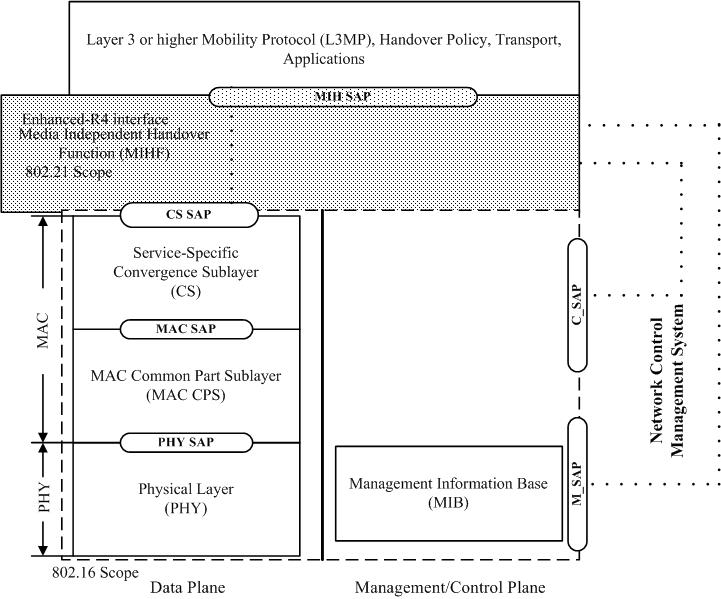 Layer 3 or higher Mobility Protocol (L3MP), Handover Policy, Transport,
Applications
MIH SAP
Enhanced-R4 interface
Media Independent Handover
Function (MIHF)
802.21 Scope
CS SAP
Service-Specific
Convergence Sublayer
(CS)
MAC SAP
MAC Common Part Sublayer
(MAC CPS)
PHY SAP
Physical Layer
(PHY)
MAC
PHY
802.16 Scope
Data Plane
C_SAP
M_SAP
Management Information Base
(MIB)
Management/Control Plane
Network Control
Management System